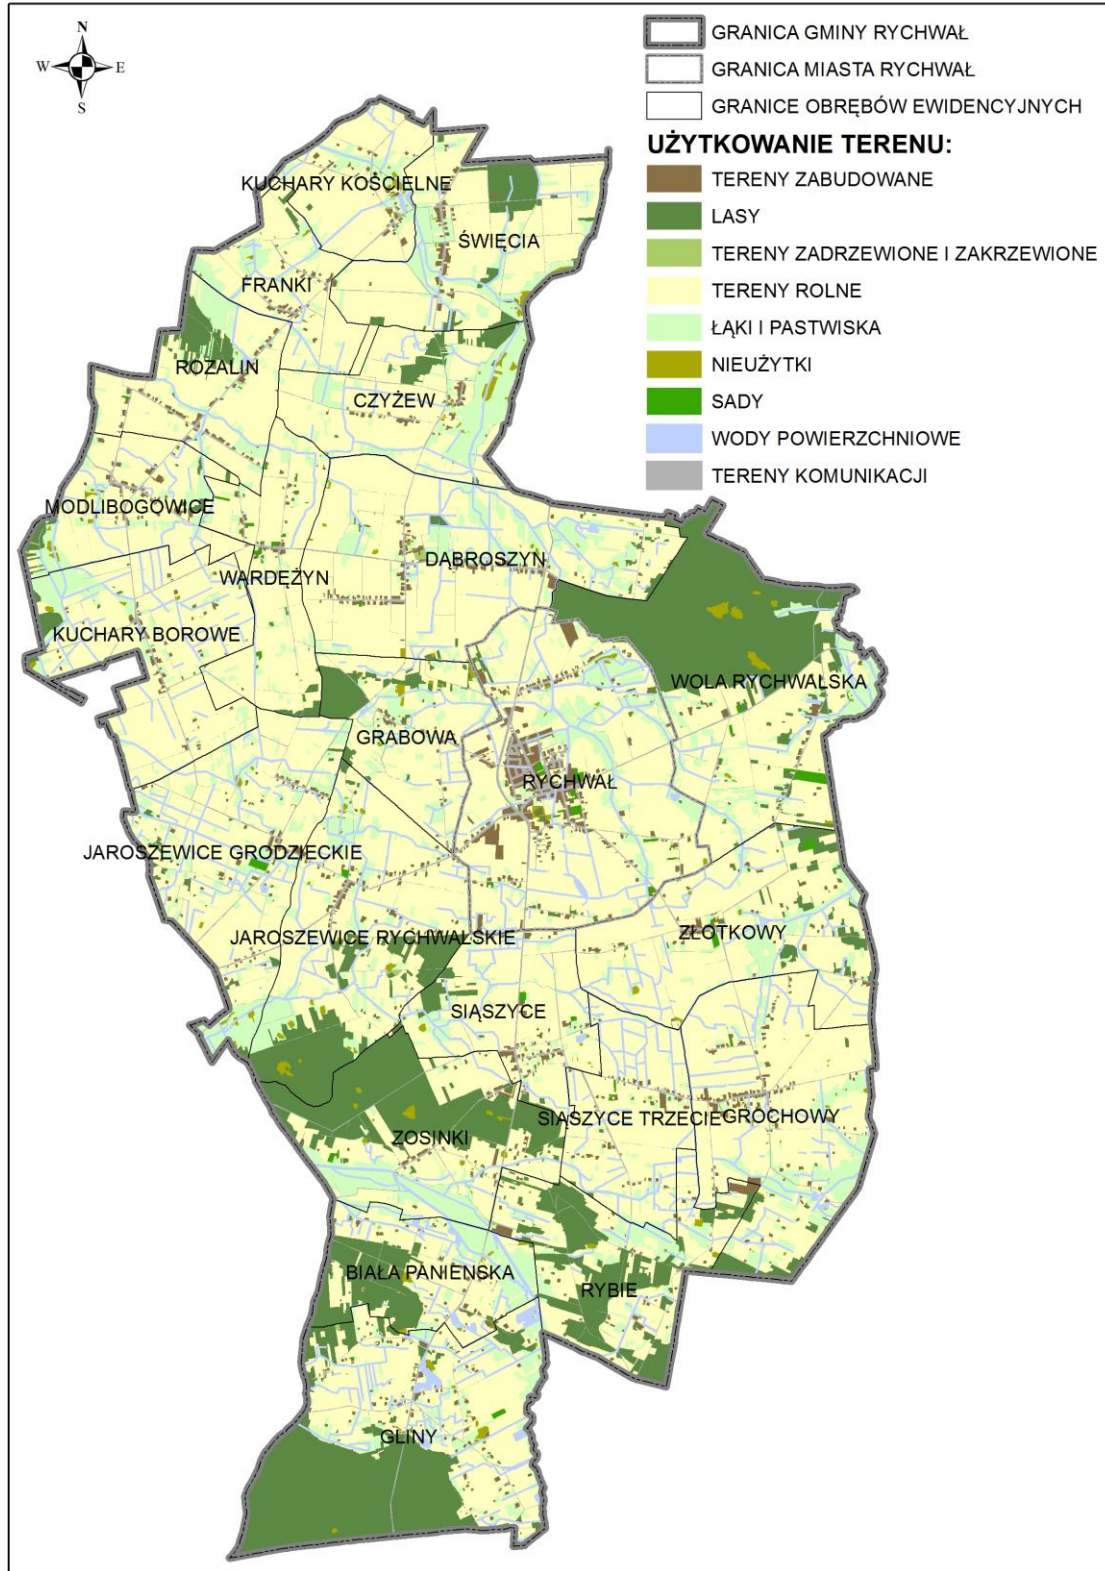 N
W E
S
GRANICA GMINY RYCHWAŁ
GRANICA MIASTA RYCHWAŁ
GRANICE OBRĘBÓW EWIDENCYJNYCH
UŻYTKOWANIE TERENU:
TERENY ZABUDOWANE
LASY
TERENY ZADRZEWIONE I ZAKRZEWIONE
TERENY ROLNE
ŁĄKI I PASTWISKA
NIEUŻYTKI
SADY
WODY POWIERZCHNIOWE
TERENY KOMUNIKACJI
KUCHARY KOŚCIELNE
ŚWIĘCIA
FRANKI
ROZALIN
CZYŻEW
MODLIBOGOWICE
DĄBROSZYN
WARDĘŻYN
KUCHARY BOROWE
WOLA RYCHWALSKA
GRABOWA
RYCHWAŁ
JAROSZEWICE GRODZIECKIE
ZŁOTKOWY
JAROSZEWICE RYCHWALSKIE
SIĄSZYCE
SIĄSZYCE TRZECIE
GROCHOWY
ZOSINKI
BIAŁA PANIEŃSKA
RYBIE
GLINY